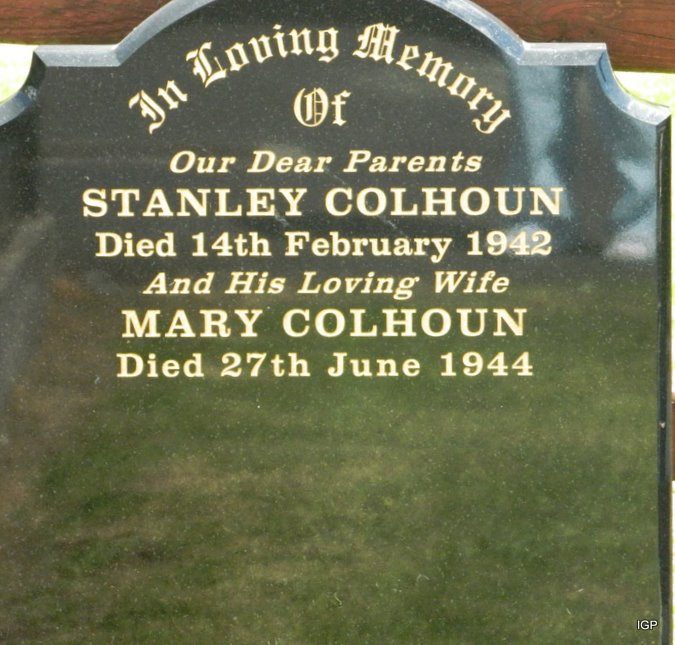 In Loving Memory
Of
Our Dear Parents
STANLEY COLHOUN
Died 14th February 1942
And His Loving Wife
MARY COLHOUN
Died 27th June 1944
IGP